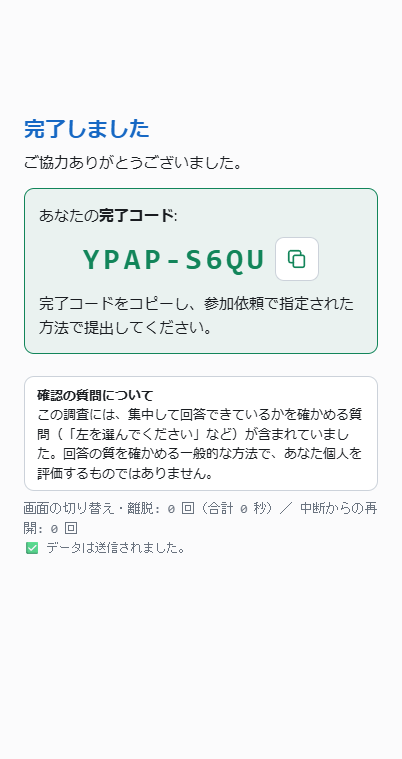 完了しました
ご協力ありがとうございました。
あなたの完了コード:
YPAP-S6QU
完了コードをコピーし、参加依頼で指定された
方法で提出してください。
確認の質問について
この調査には、集中して回答できているかを確かめる質
問（「左を選んでください」など）が含まれていまし
た。回答の質を確かめる一般的な方法で、あなた個人を
評価するものではありません。
画面の切り替え・離脱: 0 回（合計 0 秒）／ 中断からの再
開: 0 回
✅ データは送信されました。